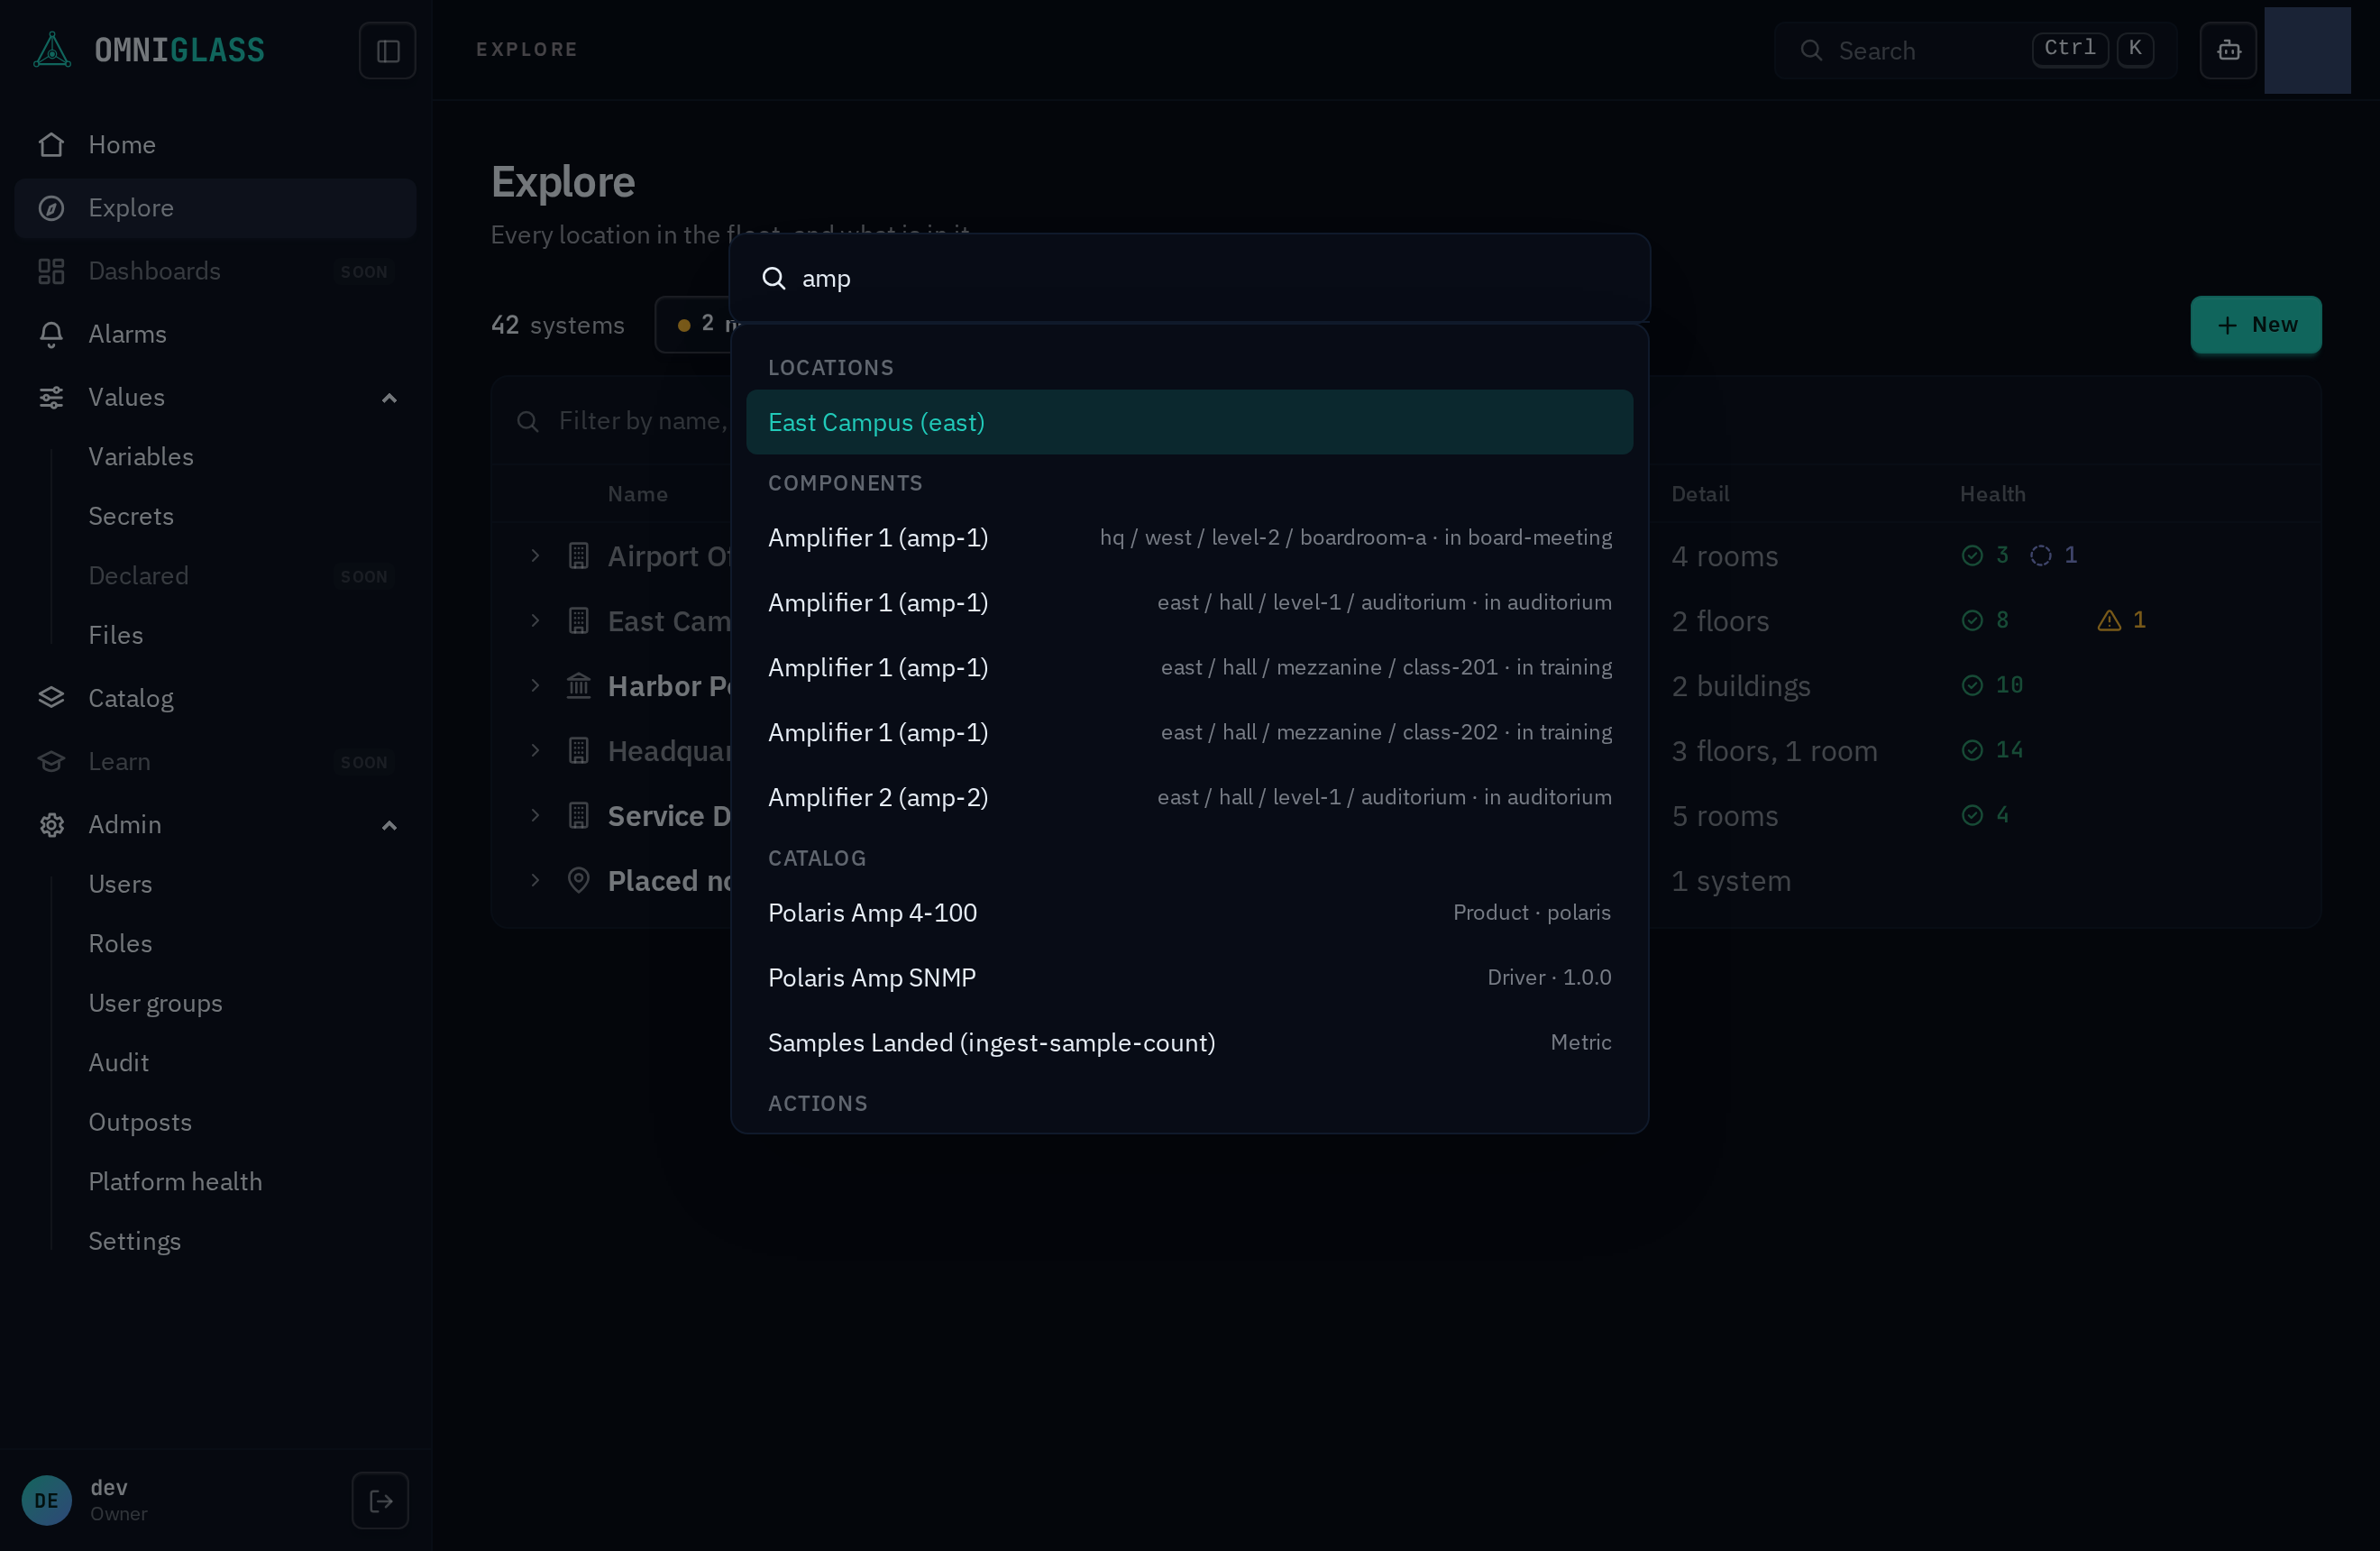 OMNIGLASS
EXPLORE
Search
Ctrl K
Home
Explore
Dashboards SOON
Alarms
Values
Variables
Secrets
Declared SOON
Files
Catalog
Learn SOON
Admin
Users
Roles
User groups
Audit
Outposts
Platform health
Settings
DE
dev
Owner
Explore
Every location in the
42 systems
2
New
Filter by name,
Name Detail Health
4 rooms 3 1
2 floors 8 1
Harbor
2 buildings 10
3 floors, 1 room 14
Service
5 rooms 4
Placed
1 system
Airport
East
amp
LOCATIONS
East Campus (east)
COMPONENTS
Amplifier 1 (amp-1) hq / west / level-2 / boardroom-a · in board-meeting
Amplifier 1 (amp-1) east / hall / level-1 / auditorium · in auditorium
Amplifier 1 (amp-1) east / hall / mezzanine / class-201 · in training
Amplifier 1 (amp-1) east / hall / mezzanine / class-202 · in training
Amplifier 2 (amp-2) east / hall / level-1 / auditorium · in auditorium
CATALOG
Polaris Amp 4-100 Product · polaris
Polaris Amp SNMP Driver · 1.0.0
Samples Landed (ingest-sample-count) Metric
ACTIONS